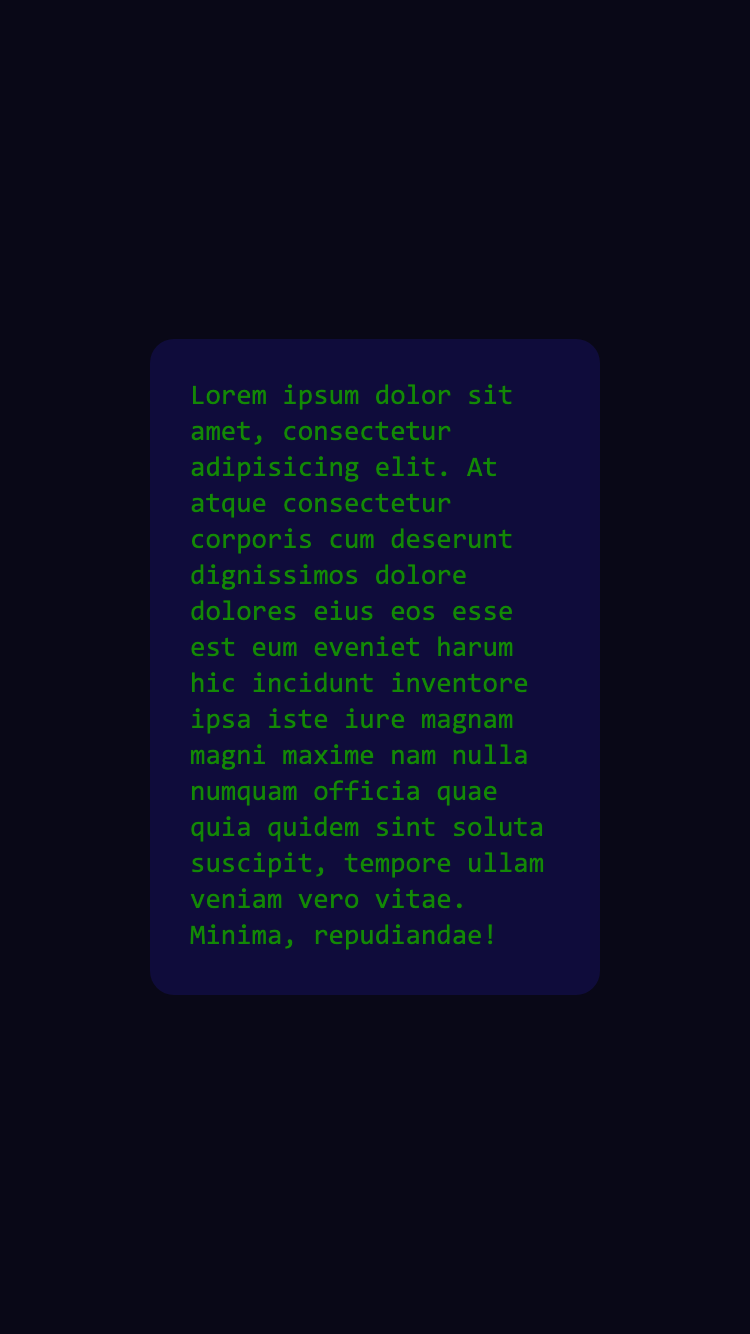 Lorem ipsum dolor sit
amet, consectetur
adipisicing elit. At
atque consectetur
corporis cum deserunt
dignissimos dolore
dolores eius eos esse
est eum eveniet harum
hic incidunt inventore
ipsa iste iure magnam
magni maxime nam nulla
numquam officia quae
quia quidem sint soluta
suscipit, tempore ullam
veniam vero vitae.
Minima, repudiandae!